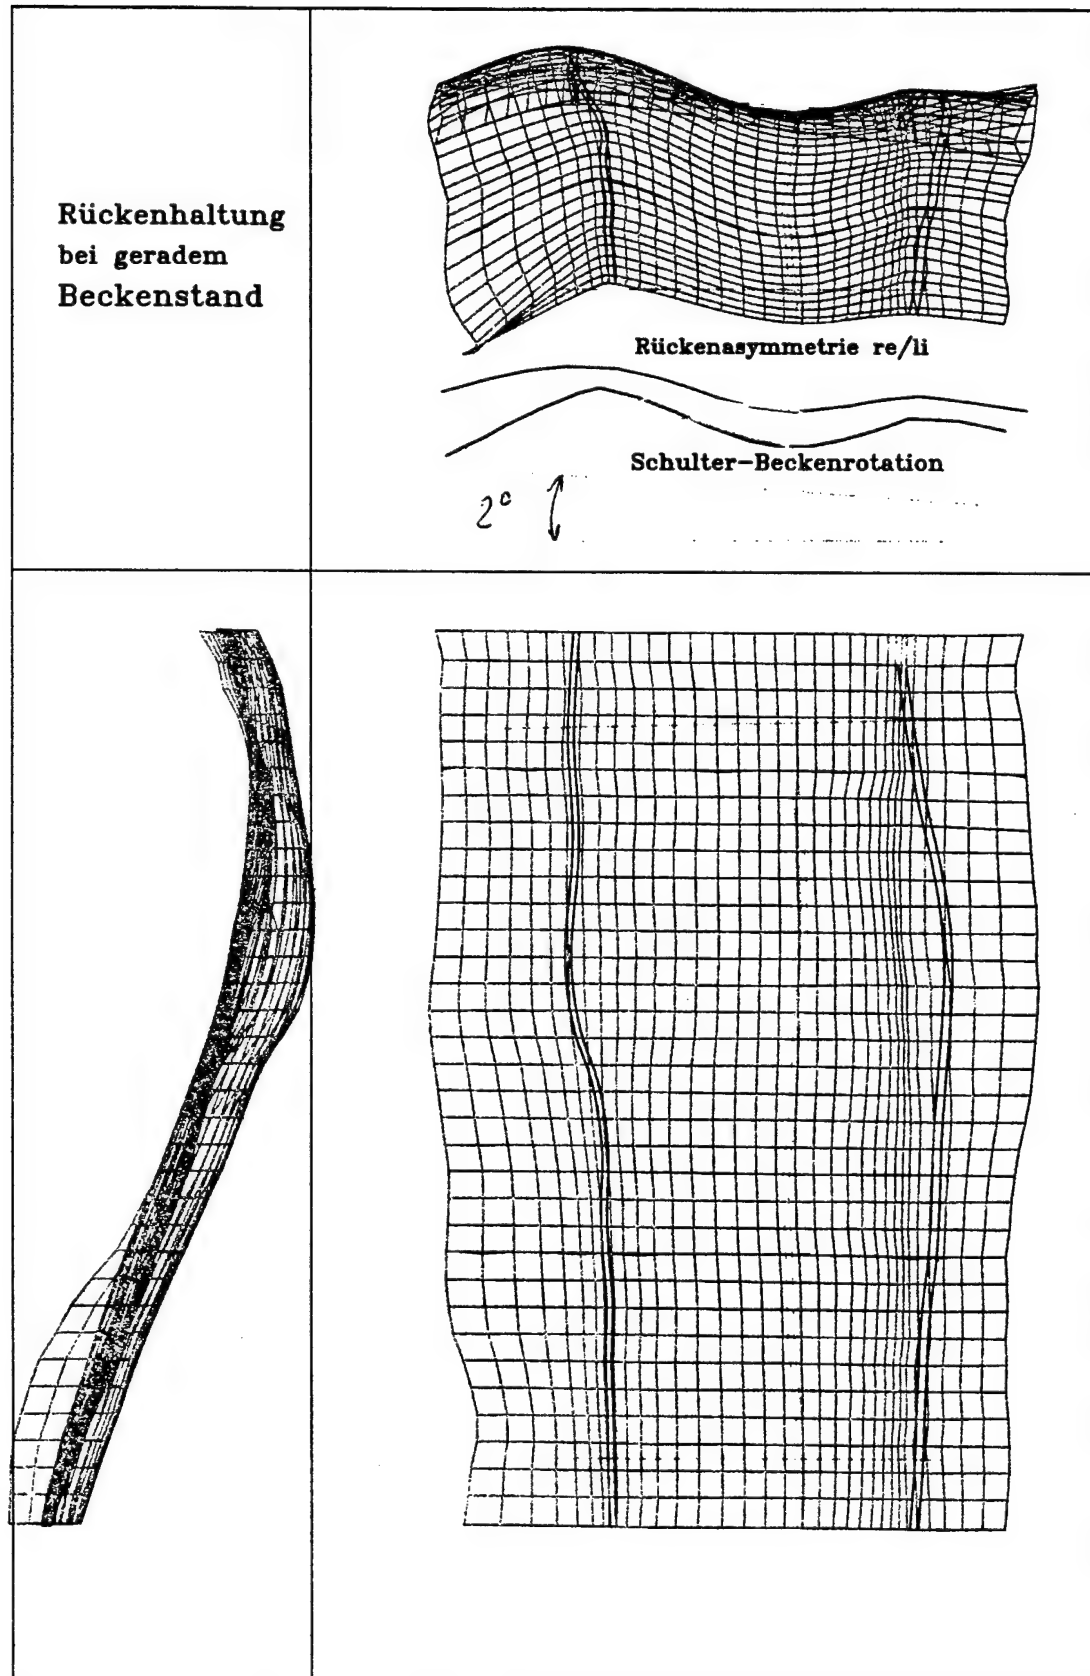 Rückenhaltung
bei geradem
Beckenstand
Rückenasymmetrie re/li
Schulter-Beckenrotation
2°